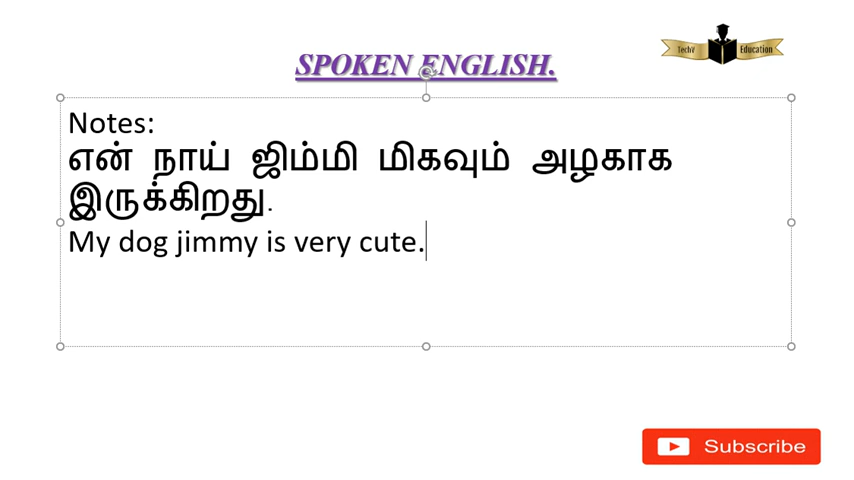 TechV Education
SPOKEN ENGLISH.
Notes:
என் நாய் ஜிம்மி மிகவும் அழகாக
இருக்கிறது.
My dog jimmy is very cute.
Subscribe